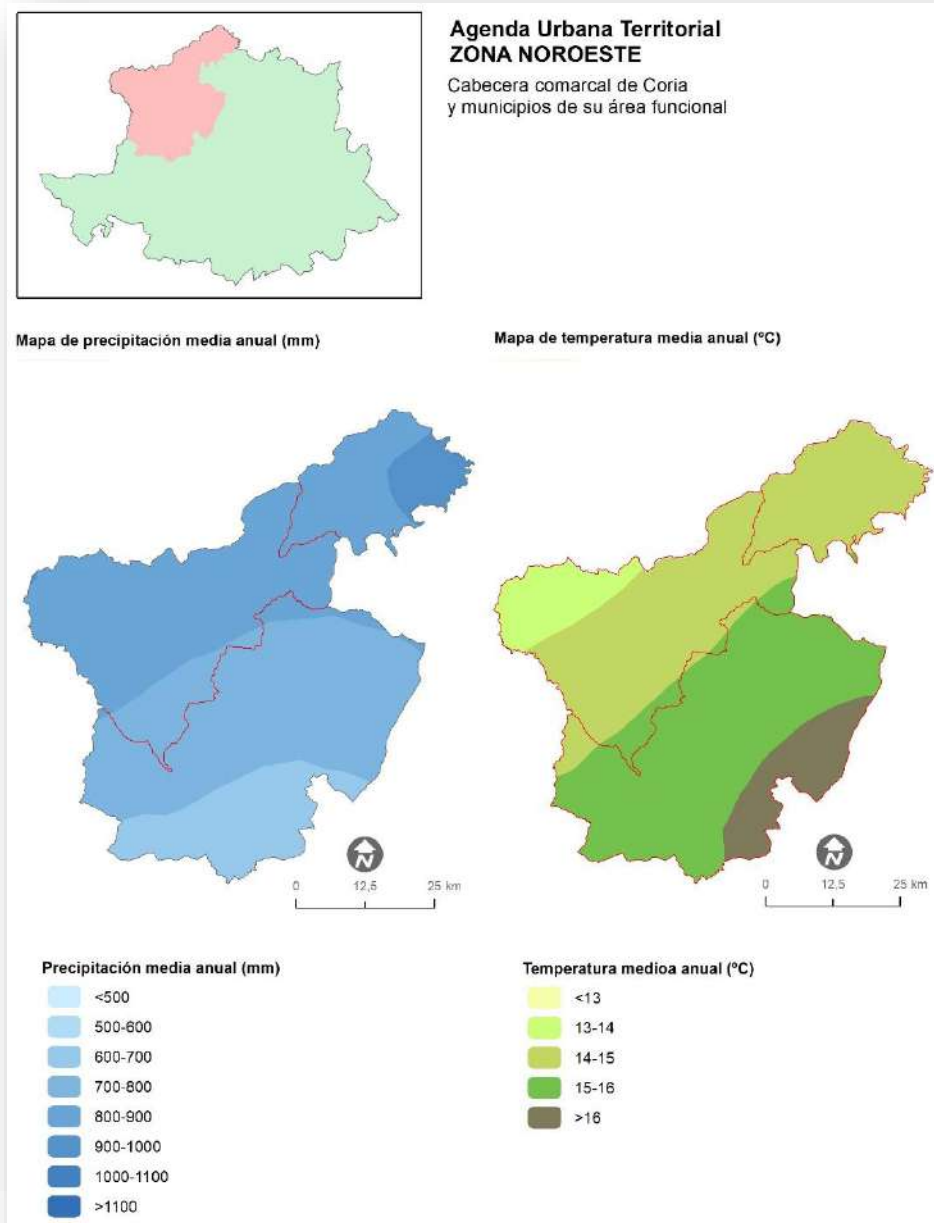 Agenda Urbana Territorial
ZONA NOROESTE
Cabecera comarcal de Coria
y municipios de su área funcional
Mapa de precipitación media anual (mm)
Mapa de temperatura media anual (ºC)
N
0 12,5 25 km
N
0 12,5 25 km
Precipitación media anual (mm)
<500
500-600
600-700
700-800
800-900
900-1000
1000-1100
>1100
Temperatura medioa anual (ºC)
<13
13-14
14-15
15-16
>16